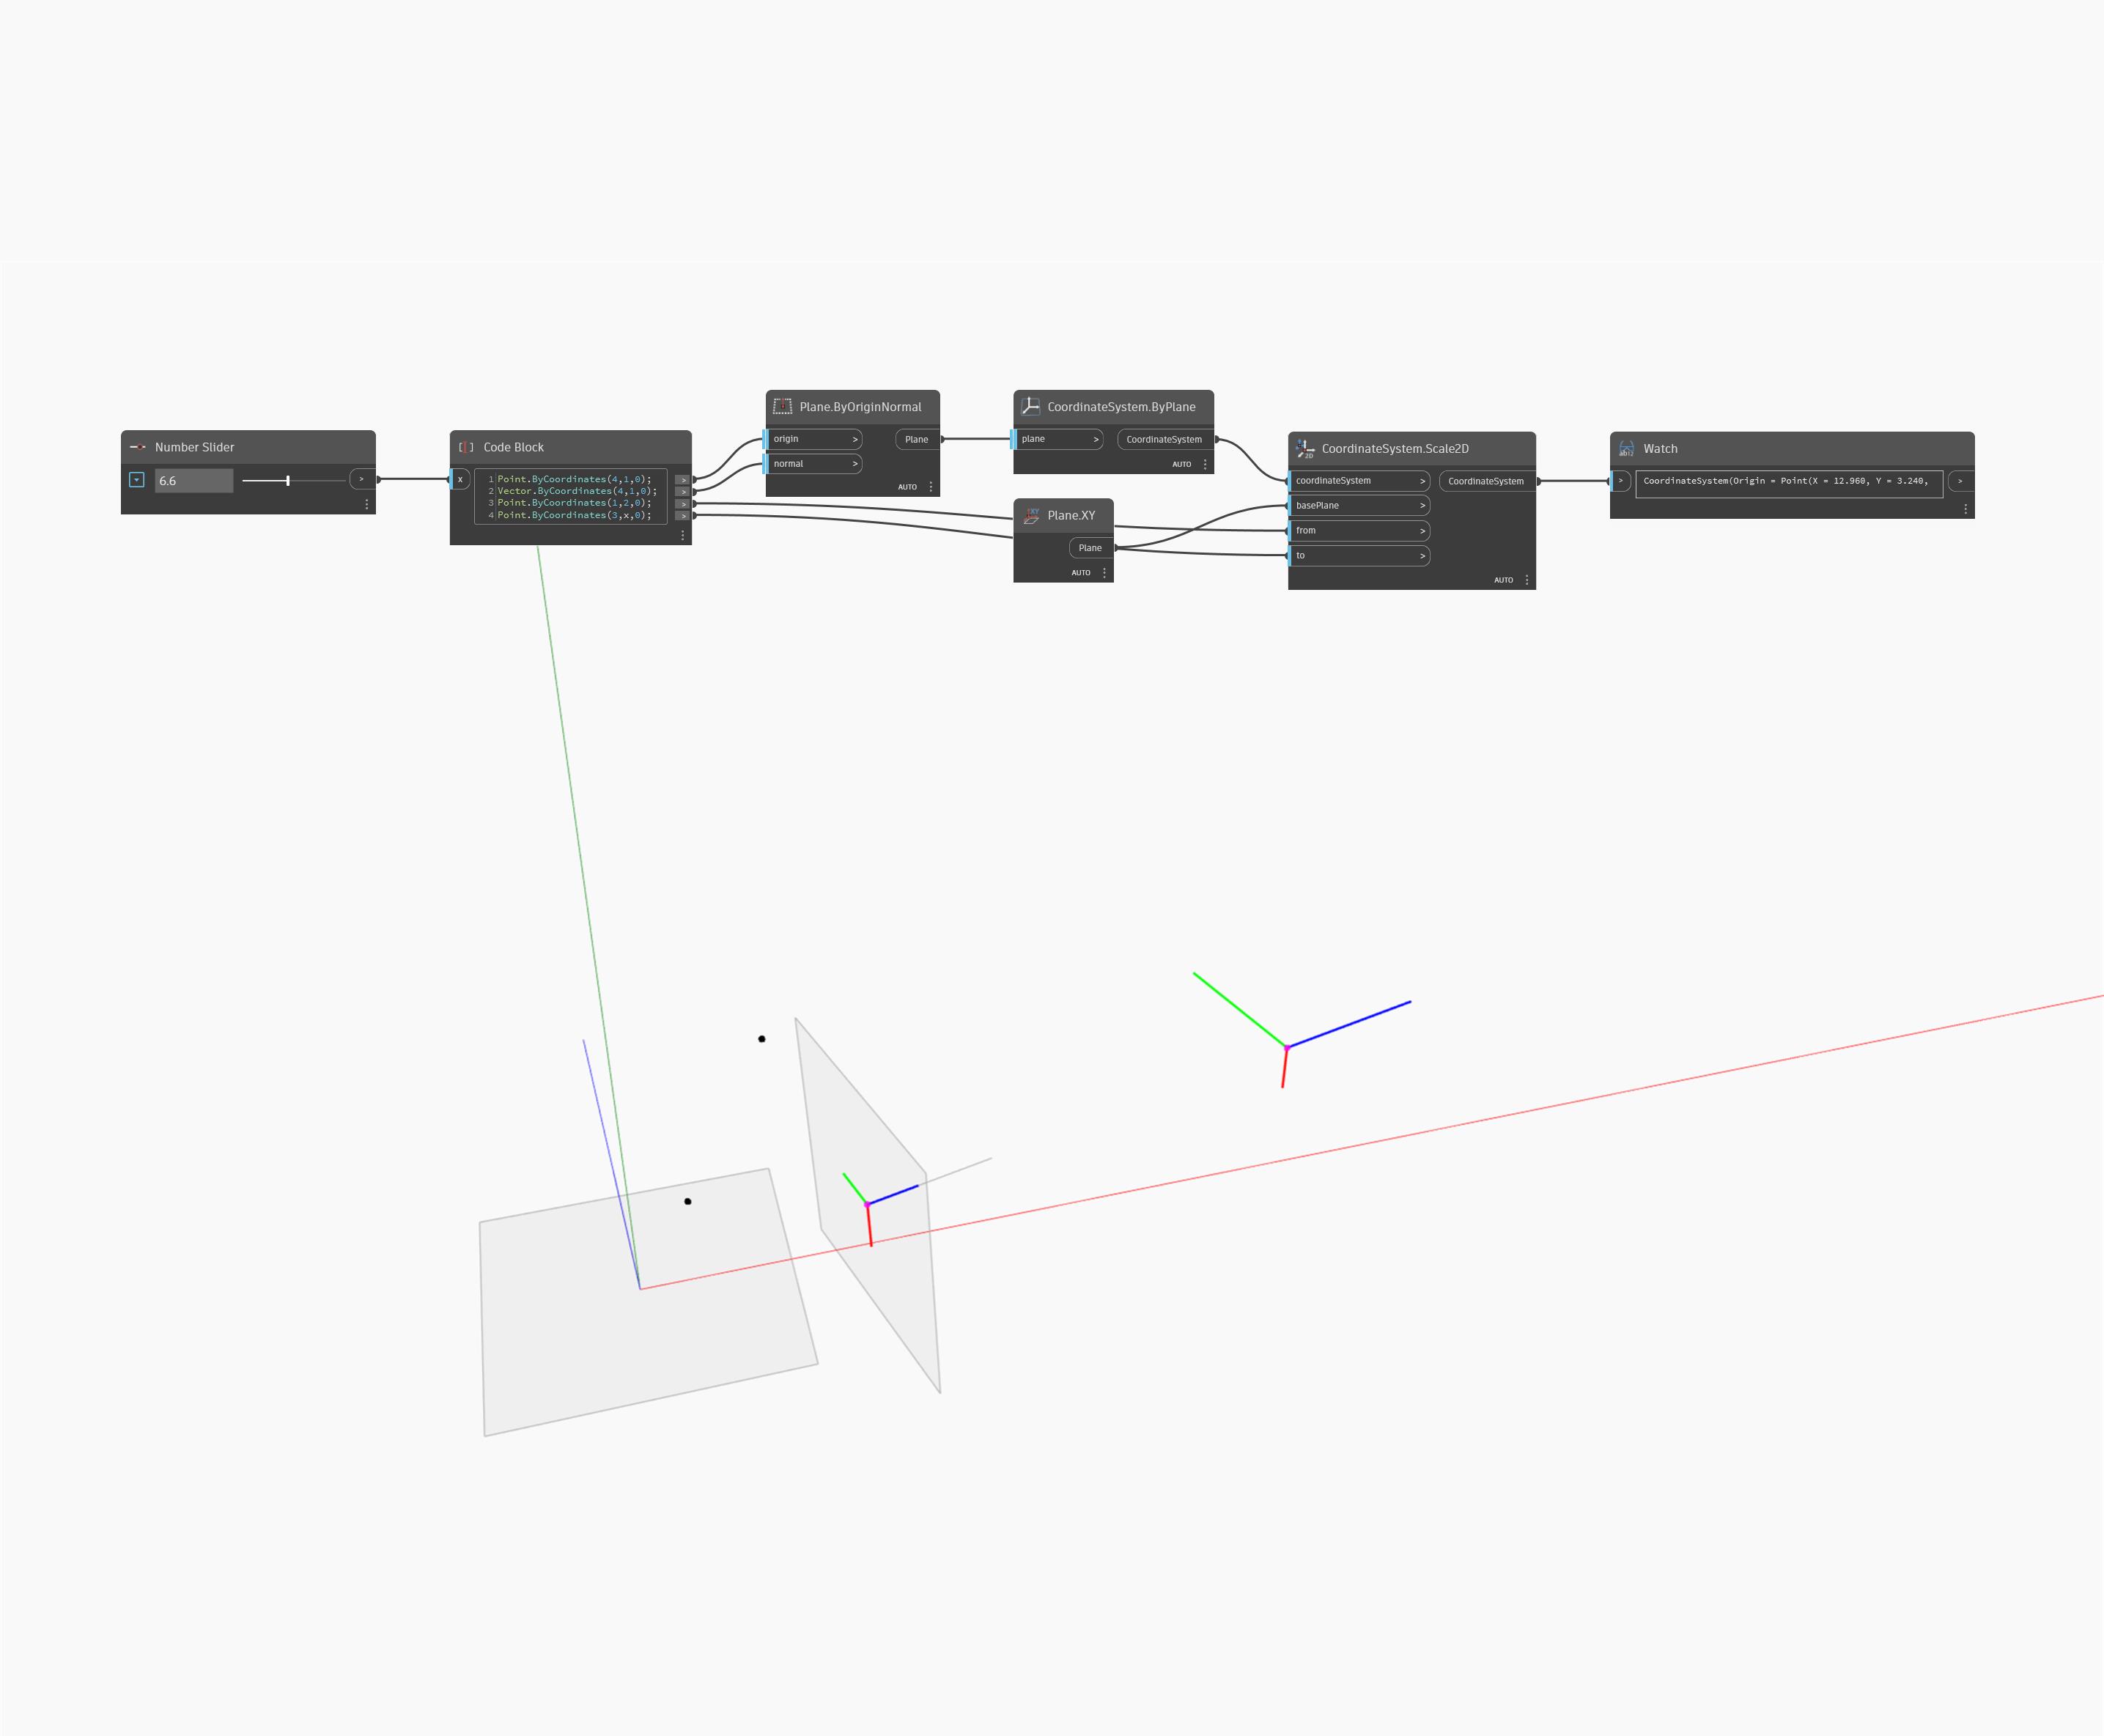 Number Slider
6.6
>
Code Block
x
1 Point.ByCoordinates(4,1,0); >
2 Vector.ByCoordinates(4,1,0); >
3 Point.ByCoordinates(1,2,0); >
4 Point.ByCoordinates(3,x,0); >
Plane.ByOriginNormal
origin > Plane
normal >
AUTO
CoordinateSystem.ByPlane
plane > CoordinateSystem
AUTO
XY Plane.XY
Plane
AUTO
2D CoordinateSystem.Scale2D
coordinateSystem > CoordinateSystem
basePlane >
from >
to >
AUTO
Watch
> CoordinateSystem(Origin = Point(X = 12.960, Y = 3.240, >